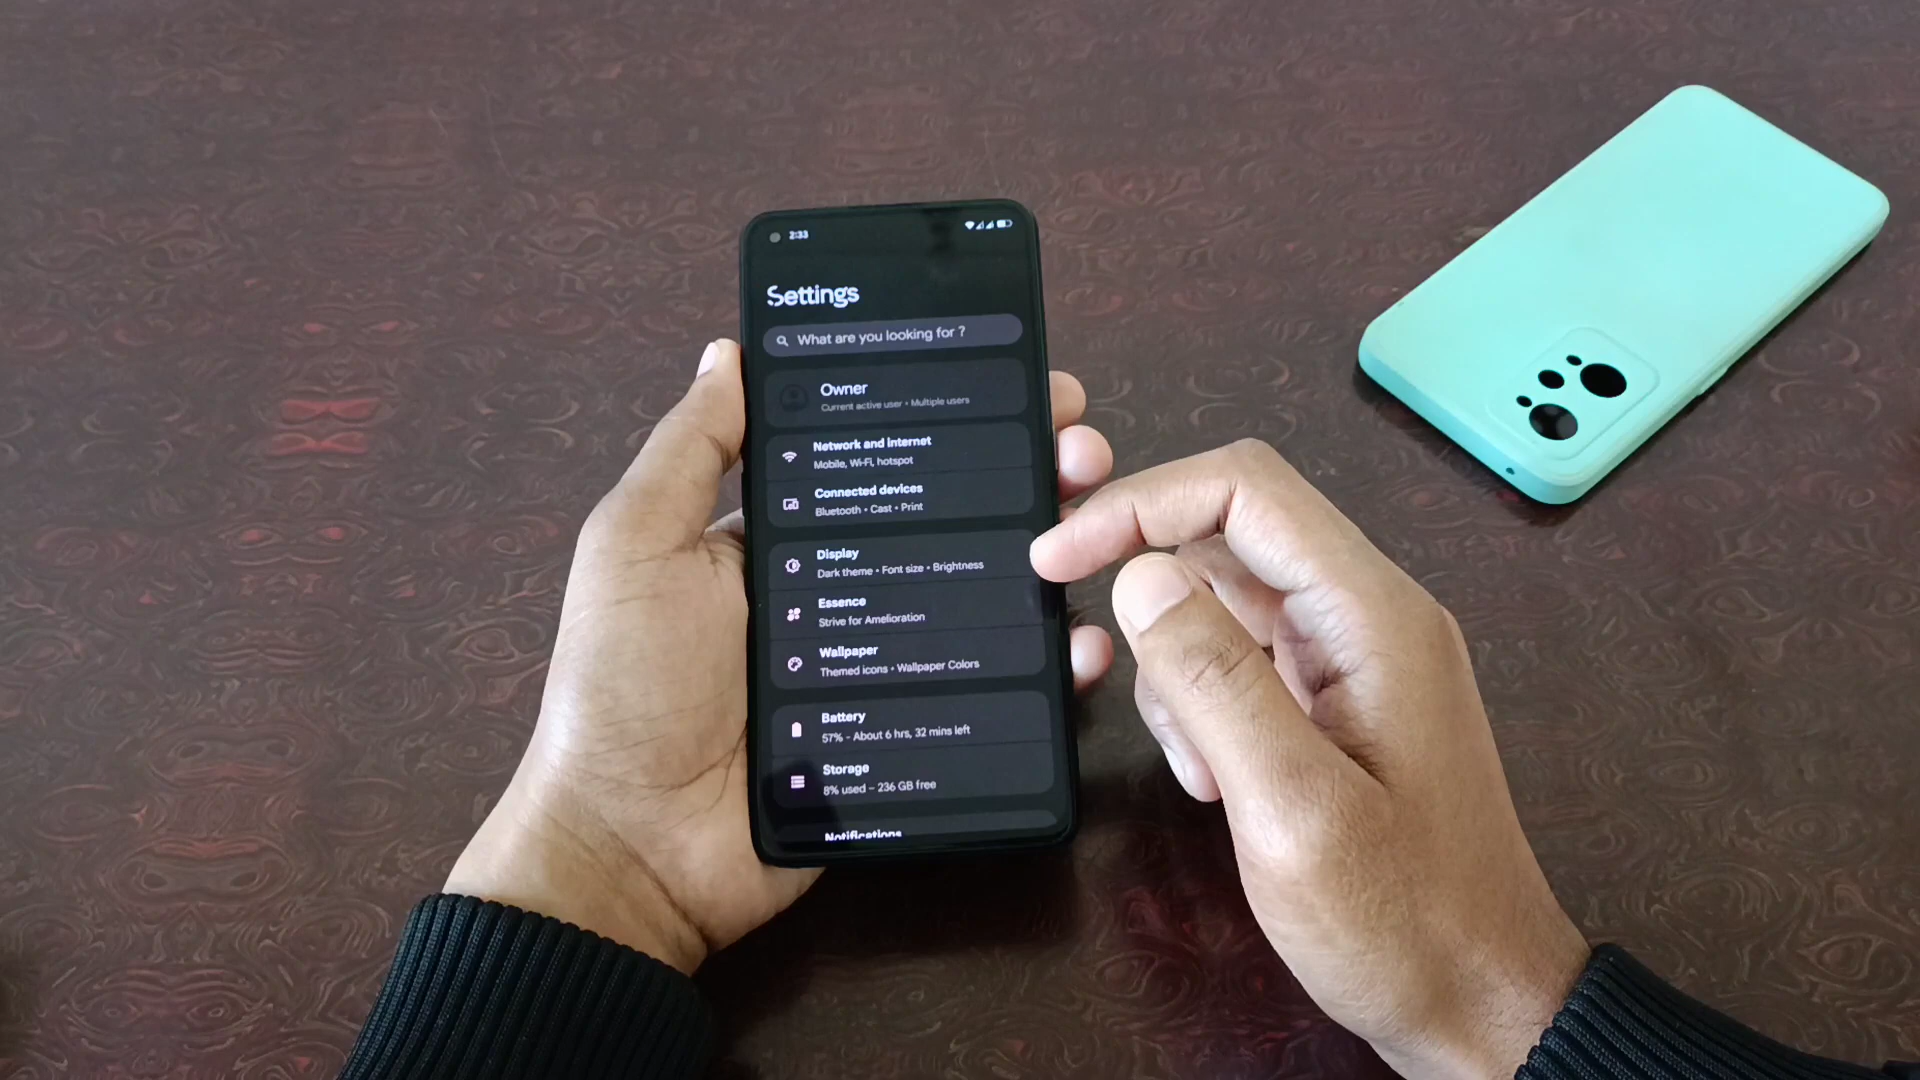 2:33
Settings
What are you looking for ?
Owner
Current active user • Multiple users
Network and internet
Mobile, Wi-Fi, hotspot
Connected devices
Bluetooth • Cast • Print
Display
Dark theme • Font size • Brightness
Essence
Strive for Amelioration
Wallpaper
Themed icons • Wallpaper Colors
Battery
57% - About 6 hrs, 32 mins left
Storage
8% used – 236 GB free
Notifications